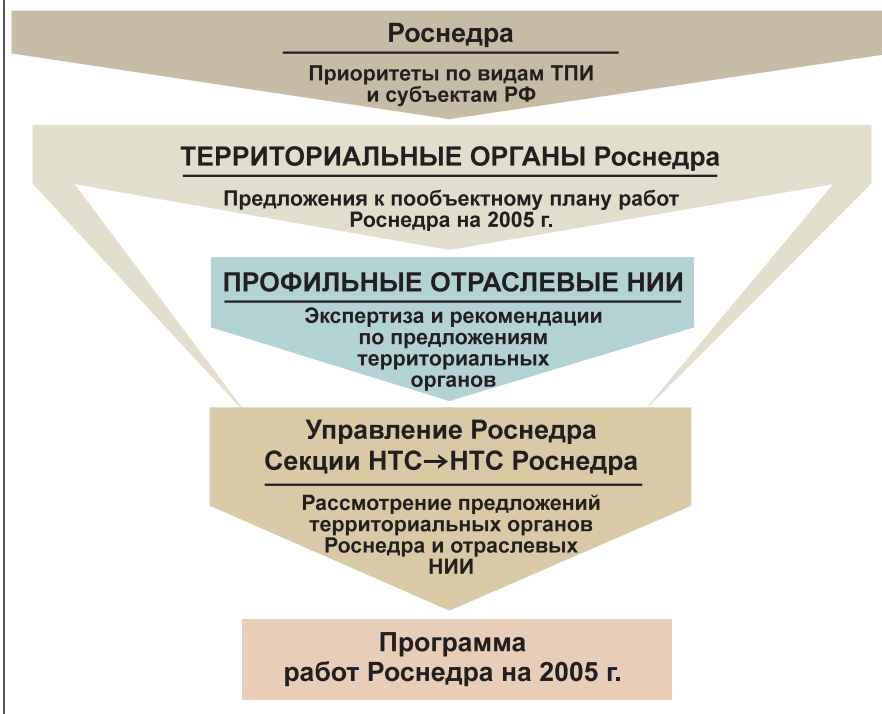 Роснедра
Приоритеты по видам ТПИ
и субъектам РФ
ТЕРРИТОРИАЛЬНЫЕ ОРГАНЫ Роснедра
Предложения к пообъектному плану работ
Роснедра на 2005 г.
ПРОФИЛЬНЫЕ ОТРАСЛЕВЫЕ НИИ
Экспертиза и рекомендации
по предложениям
территориальных
органов
Управление Роснедра
Секции НТС→НТС Роснедра
Рассмотрение предложений
территориальных органов
Роснедра и отраслевых
НИИ
Программа
работ Роснедра на 2005 г.